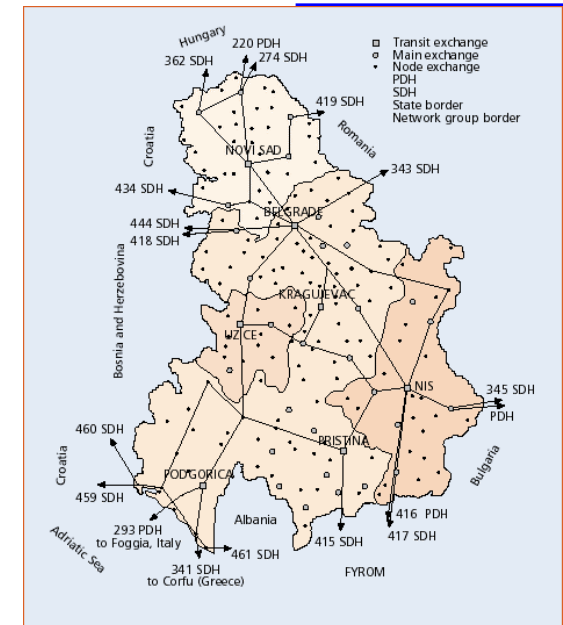 Hungary
220 PDH
274 SDH
362 SDH
Transit exchange
Main exchange
Node exchange
PDH
SDH
State border
Network group border
419 SDH
Croatia
Romania
NOVI SAD
343 SDH
434 SDH
BELGRADE
444 SDH
418 SDH
Bosnia and Herzebovina
KRAGUJEVAC
UZICE
NIS
345 SDH
PDH
460 SDH
PRISTINA
Bulgaria
Croatia
PODGORICA
459 SDH
416 PDH
417 SDH
293 PDH
to Foggia, Italy
Albania
415 SDH
Adriatic Sea
461 SDH
341 SDH
to Corfu (Greece)
FYROM